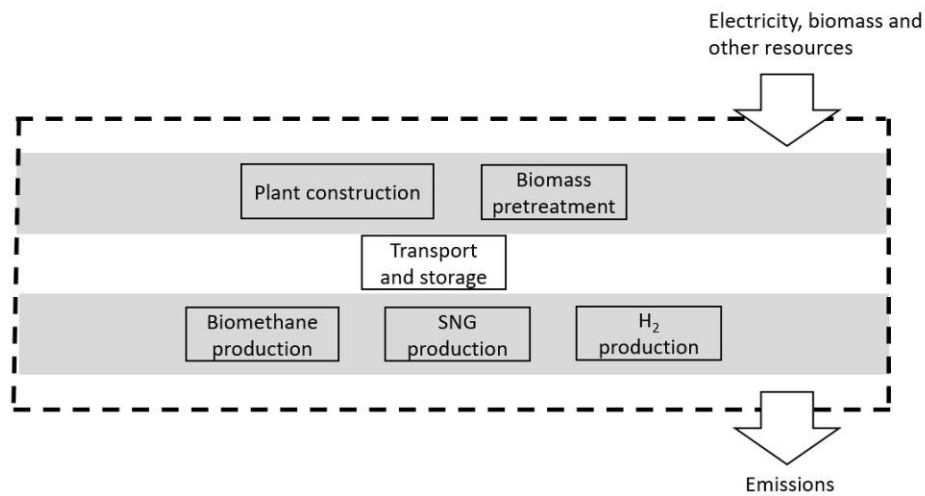 Electricity, biomass and
other resources
Plant construction
Biomass
pretreatment
Transport
and storage
Biomethane
production
SNG
production
H₂
production
Emissions